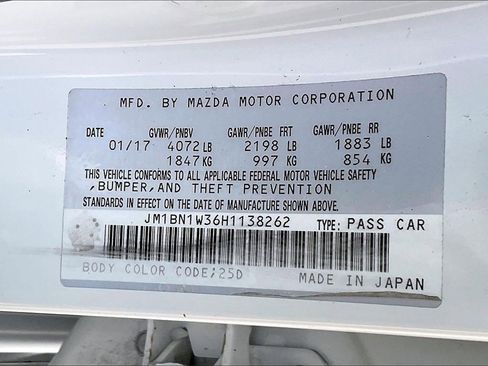 MFD. BY MAZDA MOTOR CORPORATION
DATE GVWR/PNBV GAWR/PNBE FRT GAWR/PNBE RR
01/17 4072 LB 2198 LB 1883 LB
1847 KG 997 KG 854 KG
THIS VEHICLE CONFORMS TO ALL APPLICABLE FEDERAL MOTOR VEHICLE SAFETY
,BUMPER,AND THEFT PREVENTION
STANDARDS IN EFFECT ON THE DATE OF MANUFACTURE SHOWN ABOVE.
JM1BN1W36H1138262 TYPE: PASS CAR
BODY COLOR CODE;25D MADE IN JAPAN